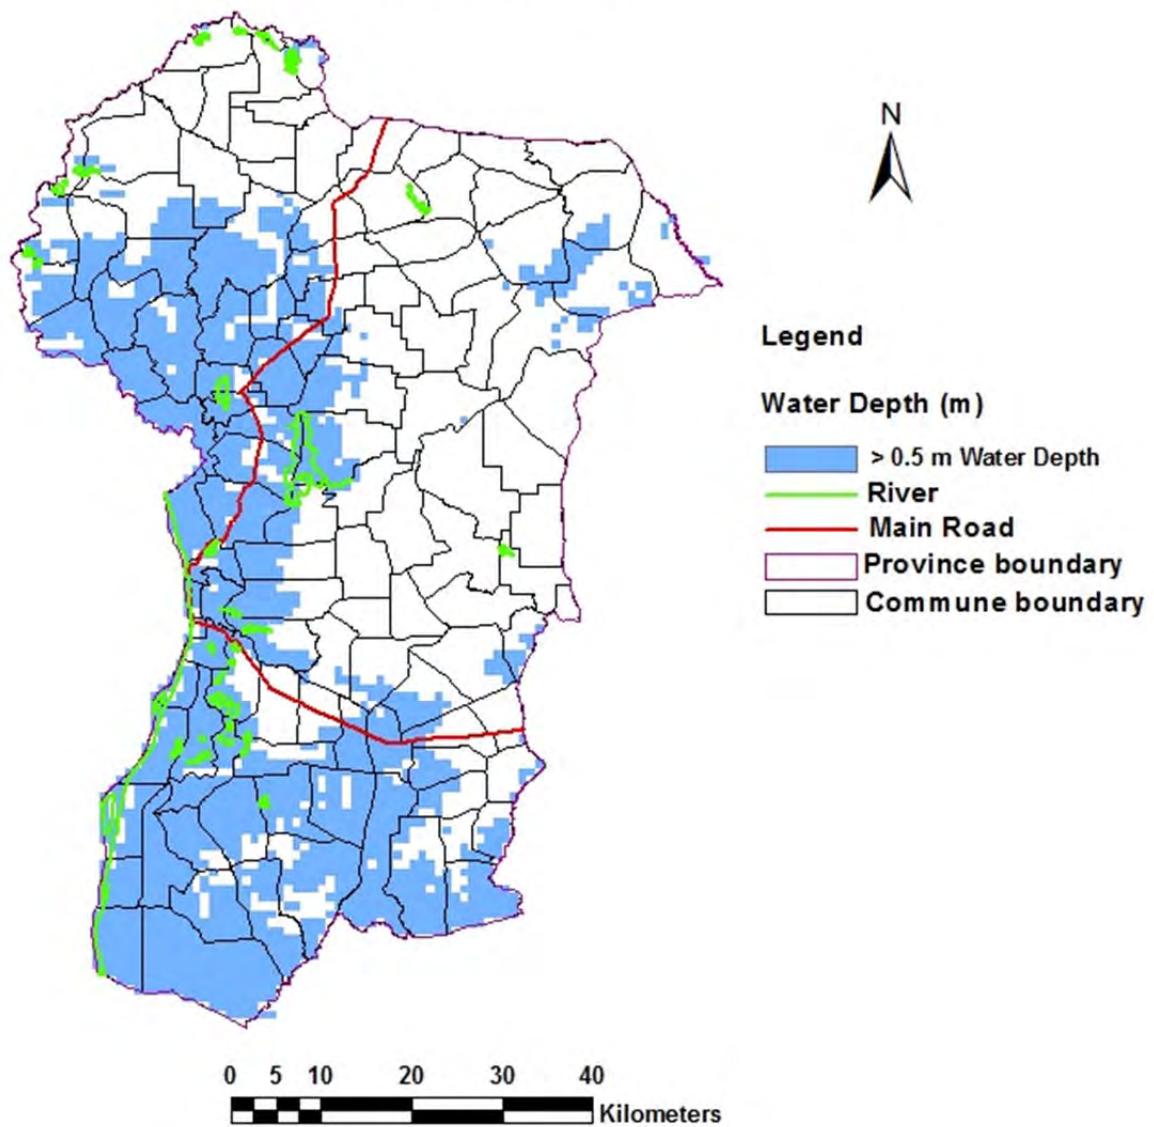 N
Legend
Water Depth (m)
> 0.5 m Water Depth
River
Main Road
Province boundary
Commune boundary
0 5 10 20 30 40
Kilometers